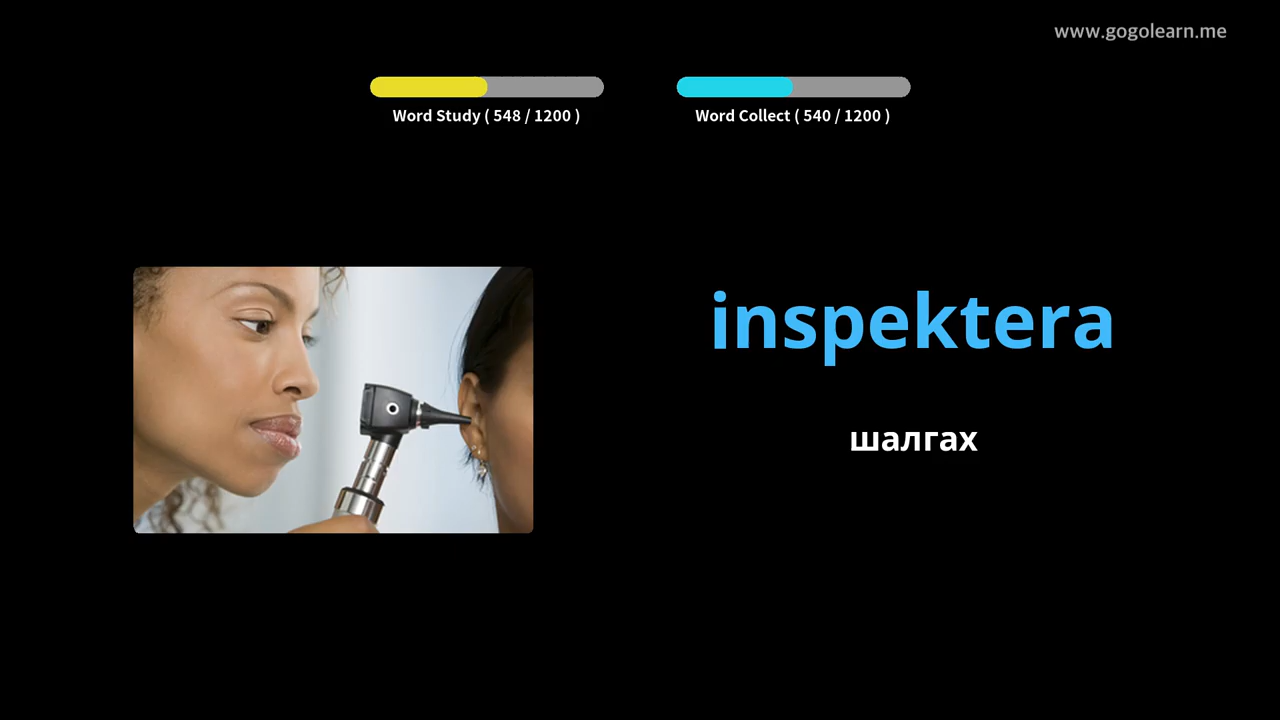 www.gogolearn.me
Word Study ( 548 / 1200 )
Word Collect ( 540 / 1200 )
inspektera
шалгах